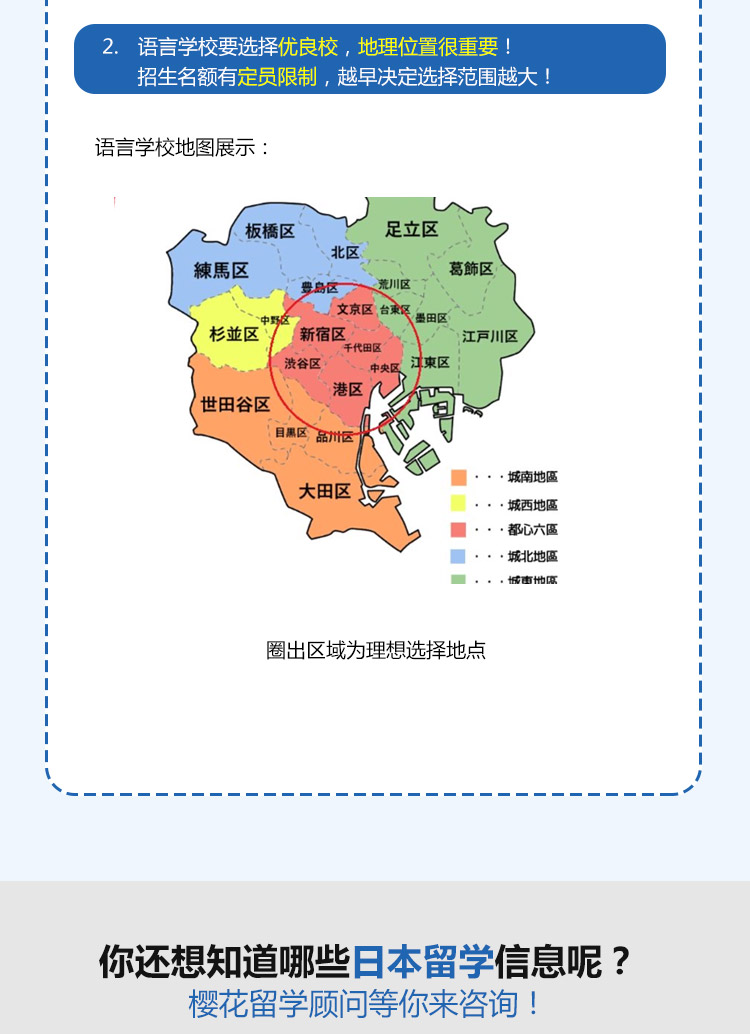 2. 语言学校要选择优良校，地理位置很重要！
招生名额有定员限制，越早决定选择范围越大！
语言学校地图展示：
板橋区
足立区
北区
練馬区
葛飾区
豊島区
荒川区
文京区
台東区
中野区
墨田区
杉並区
新宿区
江戸川区
千代田区
渋谷区
中央区
江東区
港区
世田谷区
目黒区
品川区
大田区
・・・城南地區
・・・城西地區
・・・都心六區
・・・城北地區
・・・城東地區
圈出区域为理想选择地点
你还想知道哪些日本留学信息呢？
樱花留学顾问等你来咨询！